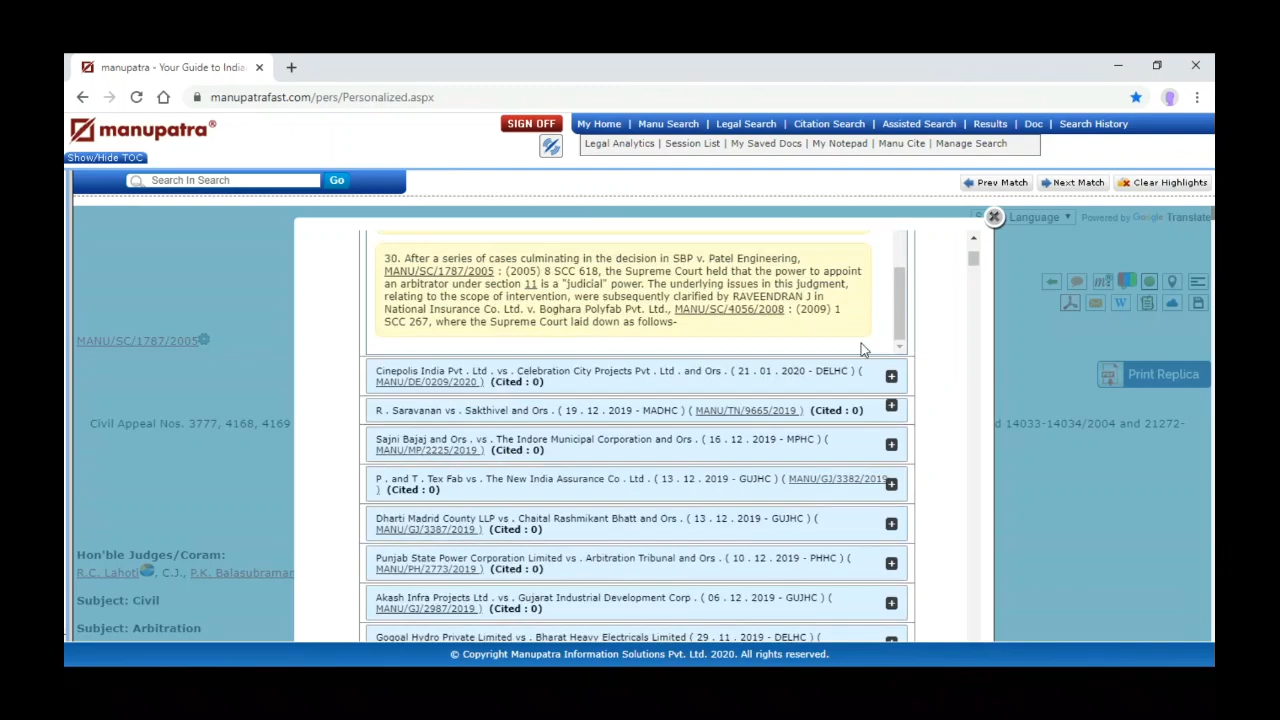 manupatra - Your Guide to India
manupatrafast.com/pers/Personalized.aspx
manupatra®
SIGN OFF
My Home | Manu Search | Legal Search | Citation Search | Assisted Search | Results | Doc | Search History
Legal Analytics | Session List | My Saved Docs | My Notepad | Manu Cite | Manage Search
Show/Hide TOC
Search In Search
Go
Prev Match
Next Match
Clear Highlights
Language
Powered by Google Translate
30. After a series of cases culminating in the decision in SBP v. Patel Engineering,
MANU/SC/1787/2005 : (2005) 8 SCC 618, the Supreme Court held that the power to appoint
an arbitrator under section 11 is a "judicial" power. The underlying issues in this judgment,
relating to the scope of intervention, were subsequently clarified by RAVEENDRAN J in
National Insurance Co. Ltd. v. Boghara Polyfab Pvt. Ltd., MANU/SC/4056/2008 : (2009) 1
SCC 267, where the Supreme Court laid down as follows-
MANU/SC/1787/2005
Cinepolis India Pvt . Ltd . vs . Celebration City Projects Pvt . Ltd . and Ors . ( 21 . 01 . 2020 - DELHC ) (
MANU/DE/0209/2020 ) (Cited : 0)
Print Replica
R . Saravanan vs . Sakthivel and Ors . ( 19 . 12 . 2019 - MADHC ) ( MANU/TN/9665/2019 ) (Cited : 0)
Civil Appeal Nos. 3777, 4168, 4169
d 14033-14034/2004 and 21272-
Sajni Bajaj and Ors . vs . The Indore Municipal Corporation and Ors . ( 16 . 12 . 2019 - MPHC ) (
MANU/MP/2225/2019 ) (Cited : 0)
P . and T . Tex Fab vs . The New India Assurance Co . Ltd . ( 13 . 12 . 2019 - GUJHC ) ( MANU/GJ/3382/2019
) (Cited : 0)
Dharti Madrid County LLP vs . Chaital Rashmikant Bhatt and Ors . ( 13 . 12 . 2019 - GUJHC ) (
MANU/GJ/3387/2019 ) (Cited : 0)
Hon'ble Judges/Coram:
R.C. Lahoti, C.J., P.K. Balasubraman
Punjab State Power Corporation Limited vs . Arbitration Tribunal and Ors . ( 10 . 12 . 2019 - PHHC ) (
MANU/PH/2773/2019 ) (Cited : 0)
Subject: Civil
Akash Infra Projects Ltd . vs . Gujarat Industrial Development Corp . ( 06 . 12 . 2019 - GUJHC ) (
MANU/GJ/2987/2019 ) (Cited : 0)
Subject: Arbitration
Gogoal Hydro Private Limited vs . Bharat Heavy Electricals Limited ( 29 . 11 . 2019 - DELHC ) (
© Copyright Manupatra Information Solutions Pvt. Ltd. 2020. All rights reserved.